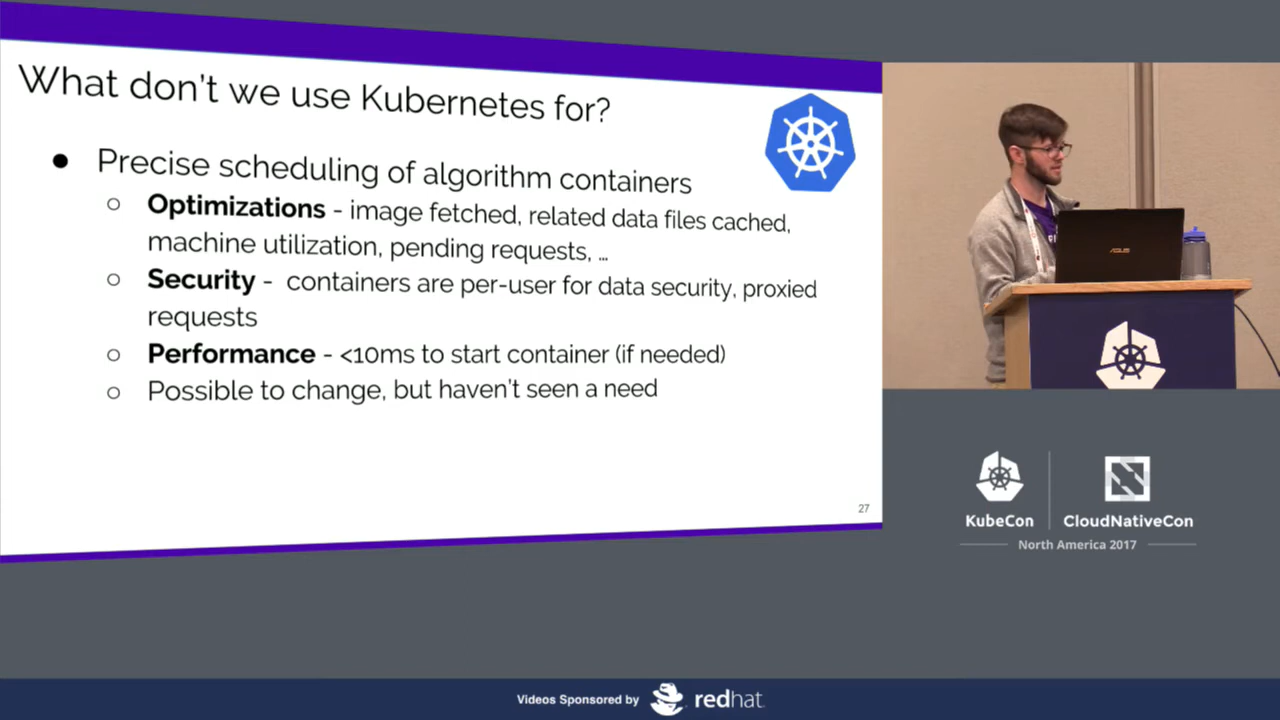 What don't we use Kubernetes for?
● Precise scheduling of algorithm containers
○ Optimizations - image fetched, related data files cached,
machine utilization, pending requests, …
○ Security - containers are per-user for data security, proxied
requests
○ Performance - <10ms to start container (if needed)
○ Possible to change, but haven't seen a need
27
ASUS
KubeCon
CloudNativeCon
North America 2017
Videos Sponsored by
redhat.